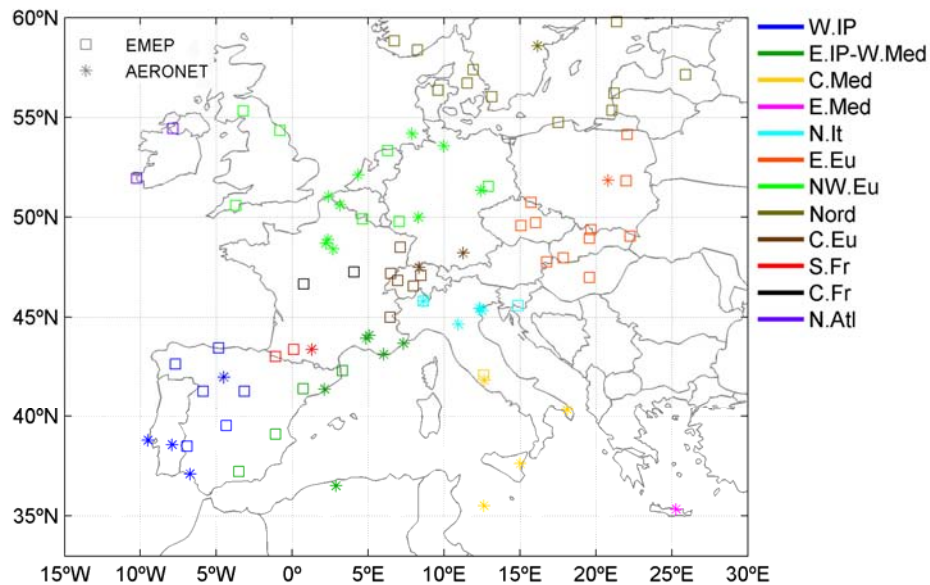 60ºN
55ºN
50ºN
45ºN
40ºN
35ºN
15ºW
10ºW
5ºW
0º
5ºE
10ºE
15ºE
20ºE
25ºE
30ºE
EMEP
AERONET
W.IP
E.IP-W.Med
C.Med
E.Med
N.It
E.Eu
NW.Eu
Nord
C.Eu
S.Fr
C.Fr
N.Atl